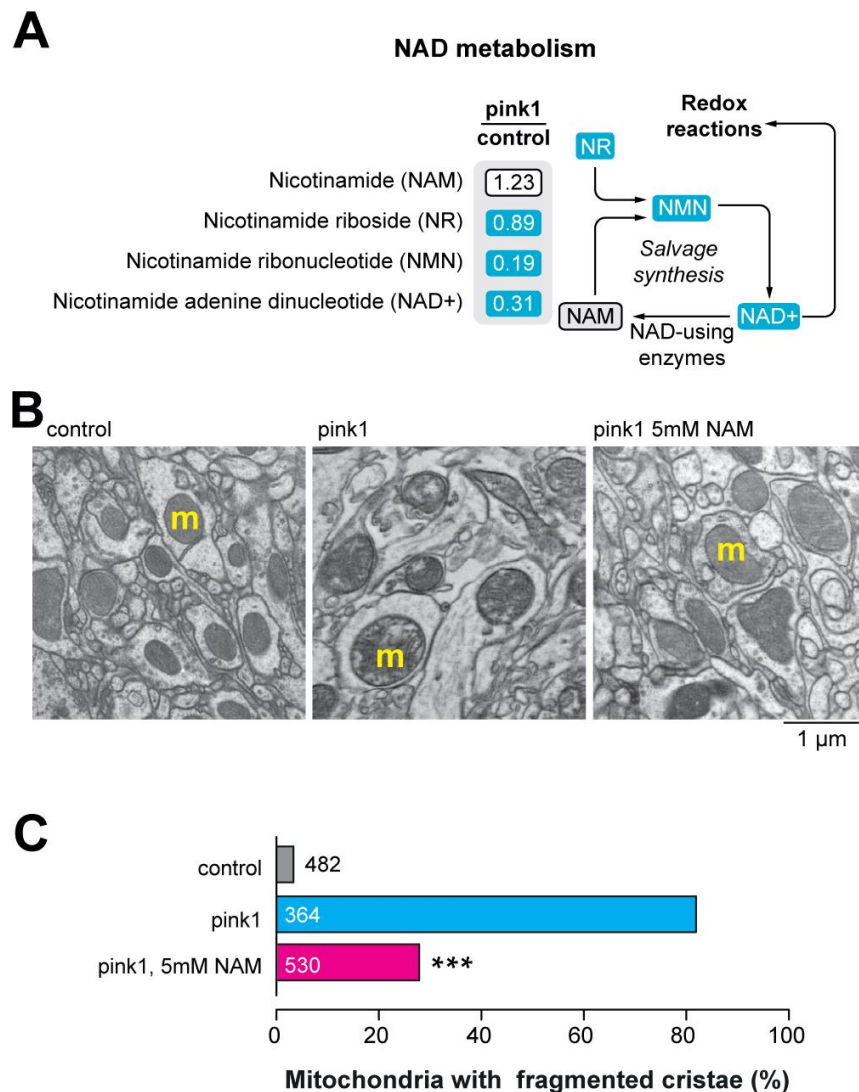 A
NAD metabolism
pink1
control
Nicotinamide (NAM)
1.23
Nicotinamide riboside (NR)
0.89
Nicotinamide ribonucleotide (NMN)
0.19
Nicotinamide adenine dinucleotide (NAD+)
0.31
NR
Redox
reactions
NMN
Salvage
synthesis
NAM
NAD+
NAD-using
enzymes
B
control
pink1
pink1 5mM NAM
m
m
m
1 µm
C
control
482
pink1
364
pink1, 5mM NAM
530
***
0
20
40
60
80
100
Mitochondria with fragmented cristae (%)